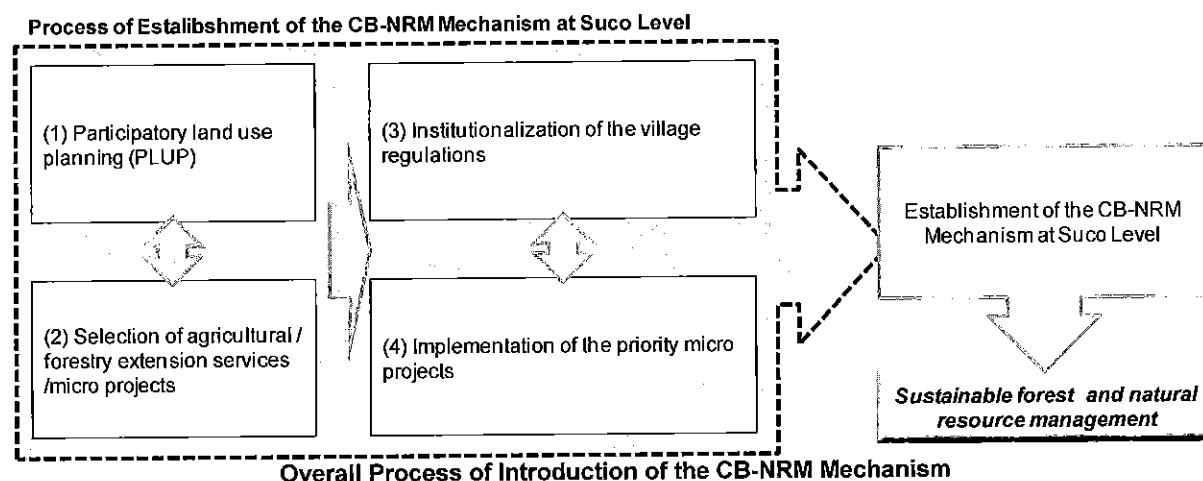 Process of Estalibshment of the CB-NRM Mechanism at Suco Level
(1) Participatory land use
planning (PLUP)
(2) Selection of agricultural /
forestry extension services
/micro projects
(3) Institutionalization of the village
regulations
(4) Implementation of the priority micro
projects
Establishment of the CB-NRM
Mechanism at Suco Level
Sustainable forest and natural
resource management
Overall Process of Introduction of the CB-NRM Mechanism